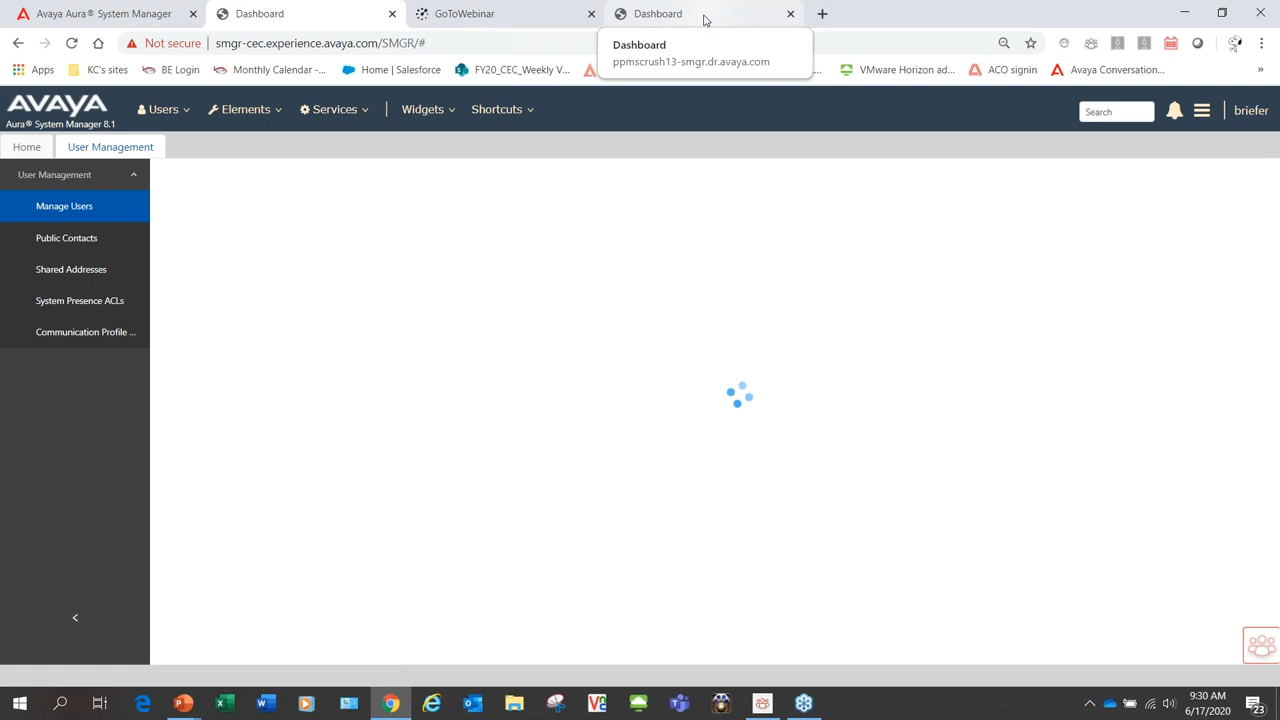 Avaya Aura® System Manager
Dashboard
GoToWebinar
Dashboard
Not secure
smgr-cec.experience.avaya.com/SMGR/#
Dashboard
ppmscrush13-smgr.dr.avaya.com
Apps
KC's sites
BE Login
Monthly Calendar -...
Home | Salesforce
FY20_CEC_Weekly V...
VMware Horizon ad...
ACO signin
Avaya Conversation...
»
AVAYA
Aura® System Manager 8.1
Users
Elements
Services
Widgets
Shortcuts
Search
briefer
Home
User Management
User Management
Manage Users
Public Contacts
Shared Addresses
System Presence ACLs
Communication Profile ...
9:30 AM
6/17/2020
23